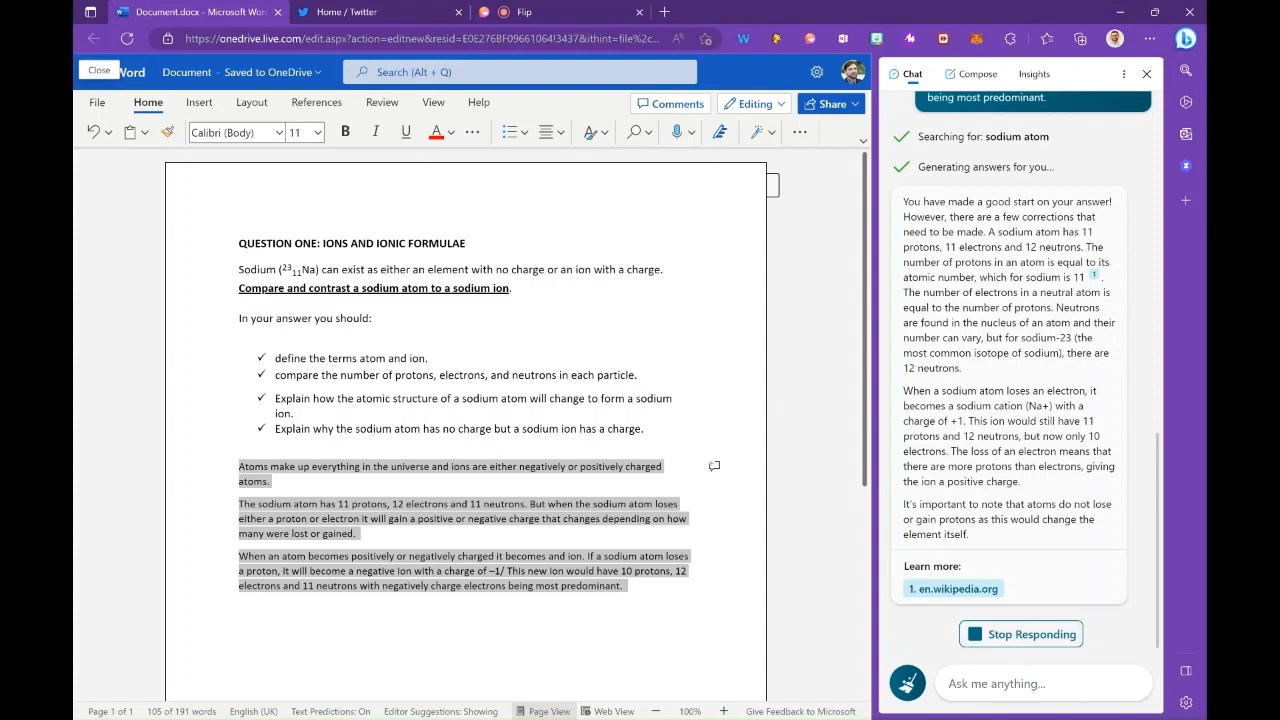 Document.docx - Microsoft Wor
Home / Twitter
Flip
https://onedrive.live.com/edit.aspx?action=editnew&resid=E0E276BF09661064!3437&ithint=file%2c...
Close
Word
Document - Saved to OneDrive
Search (Alt + Q)
File Home Insert Layout References Review View Help
Comments
Editing
Share
Calibri (Body)
11
B I U A
QUESTION ONE: IONS AND IONIC FORMULAE
Sodium (²³₁₁Na) can exist as either an element with no charge or an ion with a charge.
Compare and contrast a sodium atom to a sodium ion.
In your answer you should:
✓ define the terms atom and ion.
✓ compare the number of protons, electrons, and neutrons in each particle.
✓ Explain how the atomic structure of a sodium atom will change to form a sodium
ion.
✓ Explain why the sodium atom has no charge but a sodium ion has a charge.
Atoms make up everything in the universe and ions are either negatively or positively charged
atoms.
The sodium atom has 11 protons, 12 electrons and 11 neutrons. But when the sodium atom loses
either a proton or electron it will gain a positive or negative charge that changes depending on how
many were lost or gained.
When an atom becomes positively or negatively charged it becomes and ion. If a sodium atom loses
a proton, it will become a negative ion with a charge of –1/ This new ion would have 10 protons, 12
electrons and 11 neutrons with negatively charge electrons being most predominant.
Page 1 of 1
105 of 191 words
English (UK)
Text Predictions: On
Editor Suggestions: Showing
Page View
Web View
100%
Give Feedback to Microsoft
Chat
Compose
Insights
being most predominant.
Searching for: sodium atom
Generating answers for you...
You have made a good start on your answer!
However, there are a few corrections that
need to be made. A sodium atom has 11
protons, 11 electrons and 12 neutrons. The
number of protons in an atom is equal to its
atomic number, which for sodium is 11 1 .
The number of electrons in a neutral atom is
equal to the number of protons. Neutrons
are found in the nucleus of an atom and their
number can vary, but for sodium-23 (the
most common isotope of sodium), there are
12 neutrons.
When a sodium atom loses an electron, it
becomes a sodium cation (Na+) with a
charge of +1. This ion would still have 11
protons and 12 neutrons, but now only 10
electrons. The loss of an electron means that
there are more protons than electrons, giving
the ion a positive charge.
It's important to note that atoms do not lose
or gain protons as this would change the
element itself.
Learn more:
1. en.wikipedia.org
Stop Responding
Ask me anything...